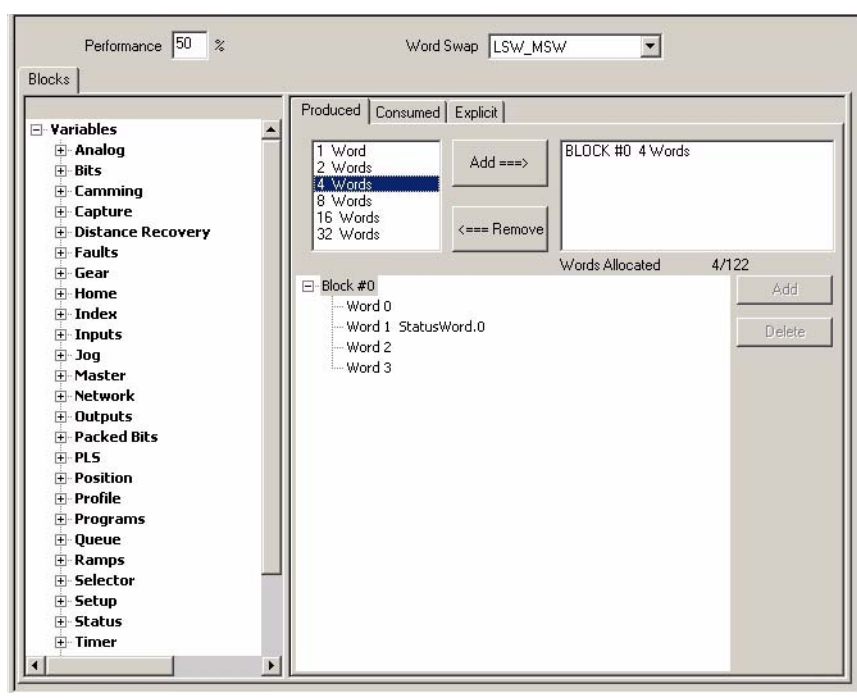 Performance 50 % Word Swap LSW_MSW
Blocks
Variables
Analog
Bits
Camming
Capture
Distance Recovery
Faults
Gear
Home
Index
Inputs
Jog
Master
Network
Outputs
Packed Bits
PLS
Position
Profile
Programs
Queue
Ramps
Selector
Setup
Status
Timer
Produced Consumed Explicit
1 Word
2 Words
4 Words
8 Words
16 Words
32 Words
Add ===>
<=== Remove
BLOCK #0 4 Words
Words Allocated 4/122
Block #0
Word 0
Word 1 StatusWord.0
Word 2
Word 3
Add
Delete